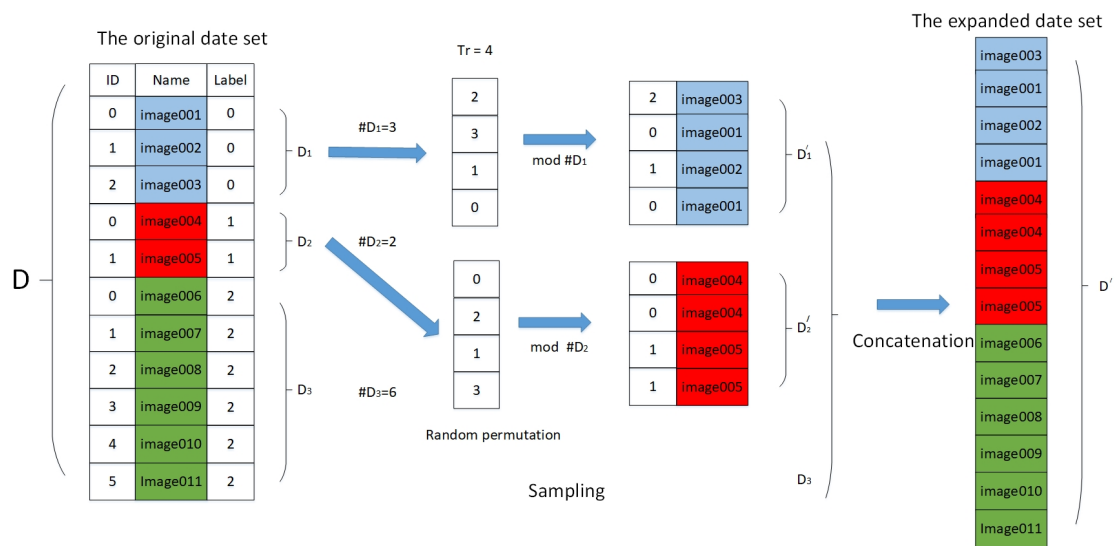 The original date set
ID Name Label
0 image001 0
1 image002 0
2 image003 0
0 image004 1
1 image005 1
0 image006 2
1 image007 2
2 image008 2
3 image009 2
4 image010 2
5 Image011 2
D
D1
D2
D3
#D1=3
#D2=2
#D3=6
Tr = 4
2
3
1
0
0
2
1
3
Random permutation
mod #D1
mod #D2
2 image003
0 image001
1 image002
0 image001
D1′
0 image004
0 image004
1 image005
1 image005
D2′
D3
Sampling
Concatenation
The expanded date set
image003
image001
image002
image001
image004
image004
image005
image005
image006
image007
image008
image009
image010
Image011
D′